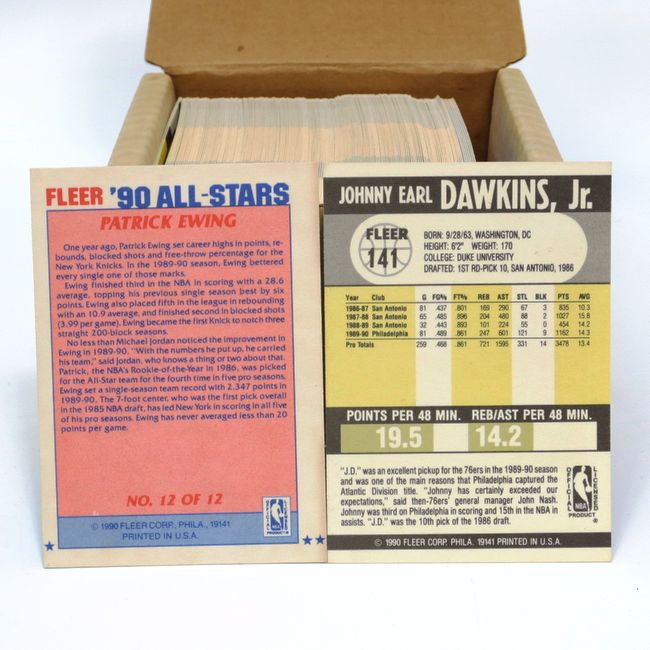 FLEER '90 ALL-STARS
PATRICK EWING
One year ago, Patrick Ewing set career highs in points, re-
bounds, blocked shots and free-throw percentage for the
New York Knicks. In the 1989-90 season, Ewing bettered
every single one of those marks.
Ewing finished third in the NBA in scoring with a 28.6
average, topping his previous single season best by six
points. Ewing also placed fifth in the league in rebounding
with an 10.9 average, and finished second in blocked shots
(3.99 per game). Ewing became the first Knick to notch three
straight 200-block seasons.
No less than Michael Jordan noticed the improvement in
Ewing in 1989-90. "With the numbers he put up, he carried
his team," said Jordan, who knows a thing or two about that.
Patrick, the NBA's Rookie-of-the-Year in 1986, was picked
for the All-Star team for the fourth time in five pro seasons.
Ewing set a single-season team record with 2,347 points in
1989-90. The 7-foot center, who was the first pick overall
in the 1985 NBA draft, has led New York in scoring in all five
of his pro seasons. Ewing has never averaged less than 20
points per game.
NO. 12 OF 12
© 1990 FLEER CORP., PHILA., 19141
PRINTED IN U.S.A.
NBA
OFFICIAL LICENSED
PRODUCT ®
JOHNNY EARL DAWKINS, Jr.
FLEER
141
BORN: 9/28/63, WASHINGTON, DC
HEIGHT: 6'2" WEIGHT: 170
COLLEGE: DUKE UNIVERSITY
DRAFTED: 1ST RD-PICK 10, SAN ANTONIO, 1986
Year Club G FG% FT% REB AST STL BLK PTS AVG
1986-87 San Antonio 81 .437 .801 169 290 67 3 835 10.3
1987-88 San Antonio 65 .485 .896 204 480 88 2 1027 15.8
1988-89 San Antonio 32 .443 .893 101 224 55 0 454 14.2
1989-90 Philadelphia 81 .489 .861 247 601 121 9 1162 14.3
Pro Totals 259 .468 .861 721 1595 331 14 3478 13.4
POINTS PER 48 MIN. REB/AST PER 48 MIN.
19.5 14.2
"J.D." was an excellent pickup for the 76ers in the 1989-90 season
and was one of the main reasons that Philadelphia captured the
Atlantic Division title. "Johnny has certainly exceeded our
expectations," said then-76ers' general manager John Nash.
Johnny was third on Philadelphia in scoring and 15th in the NBA in
assists. "J.D." was the 10th pick of the 1986 draft.
OFFICIAL LICENSED
NBA
PRODUCT ®
© 1990 FLEER CORP. PHILA. 19141 PRINTED IN U.S.A.